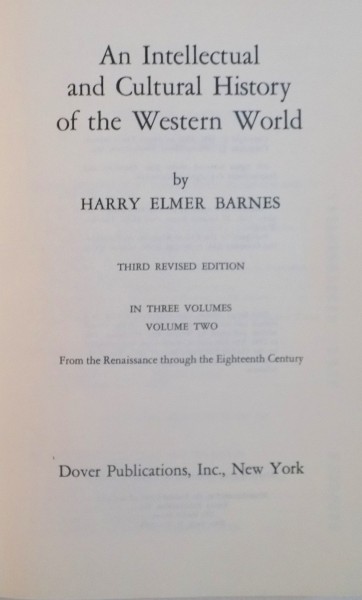 An Intellectual
and Cultural History
of the Western World
by
HARRY ELMER BARNES
THIRD REVISED EDITION
IN THREE VOLUMES
VOLUME TWO
From the Renaissance through the Eighteenth Century
Dover Publications, Inc., New York